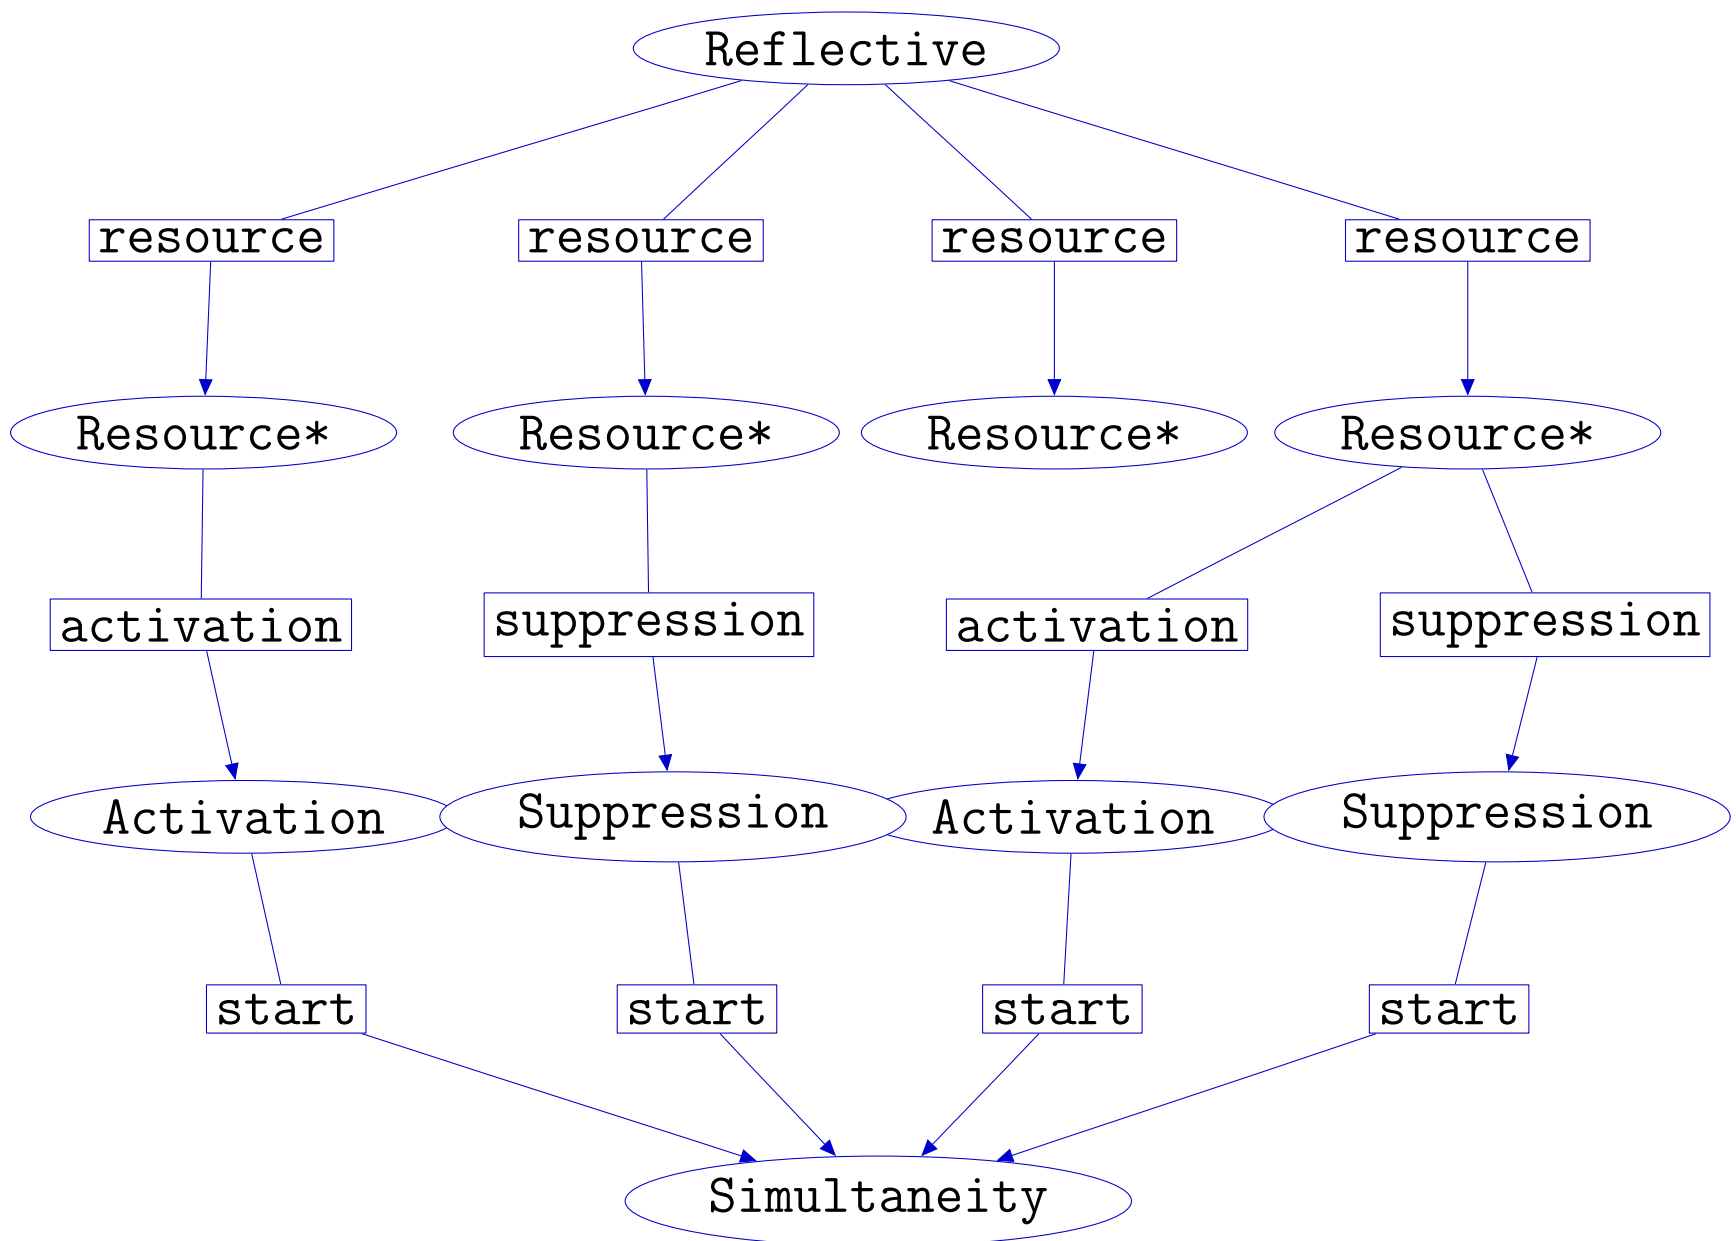 Reflective
resource resource resource resource
Resource* Resource* Resource* Resource*
activation suppression activation suppression
Activation Suppression Activation Suppression
start start start start
Simultaneity